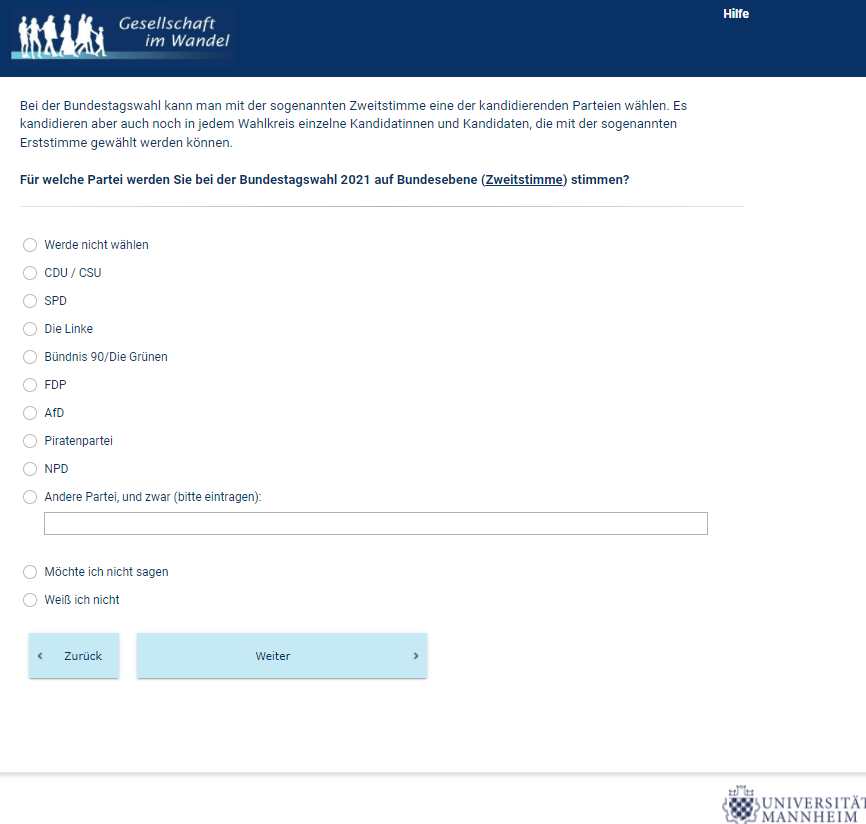 Gesellschaft
im Wandel
Hilfe
Bei der Bundestagswahl kann man mit der sogenannten Zweitstimme eine der kandidierenden Parteien wählen. Es
kandidieren aber auch noch in jedem Wahlkreis einzelne Kandidatinnen und Kandidaten, die mit der sogenannten
Erststimme gewählt werden können.
Für welche Partei werden Sie bei der Bundestagswahl 2021 auf Bundesebene (Zweitstimme) stimmen?
Werde nicht wählen
CDU / CSU
SPD
Die Linke
Bündnis 90/Die Grünen
FDP
AfD
Piratenpartei
NPD
Andere Partei, und zwar (bitte eintragen):
Möchte ich nicht sagen
Weiß ich nicht
‹ Zurück
Weiter ›
UNIVERSITÄT
MANNHEIM